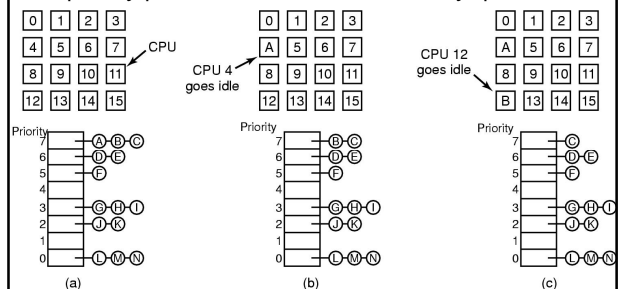 0 1 2 3
4 5 6 7
8 9 10 11
12 13 14 15
CPU
Priority
7 A B C
6 D E
5 F
4
3 G H I
2 J K
1
0 L M N
(a)
0 1 2 3
A 5 6 7
8 9 10 11
12 13 14 15
CPU 4
goes idle
Priority
7 B C
6 D E
5 F
4
3 G H I
2 J K
1
0 L M N
(b)
0 1 2 3
A 5 6 7
8 9 10 11
B 13 14 15
CPU 12
goes idle
Priority
7 C
6 D E
5 F
4
3 G H I
2 J K
1
0 L M N
(c)